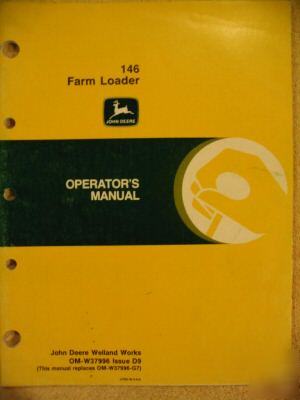 146
Farm Loader
JOHN DEERE
OPERATOR'S
MANUAL
John Deere Welland Works
OM-W37996 Issue D9
(This manual replaces OM-W37996-G7)